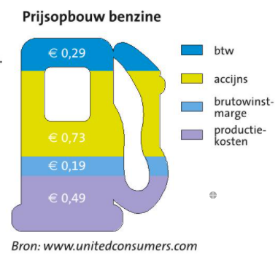 Prijsopbouw benzine
€ 0,29
€ 0,73
€ 0,19
€ 0,49
btw
accijns
brutowinst-
marge
productie-
kosten
Bron: www.unitedconsumers.com